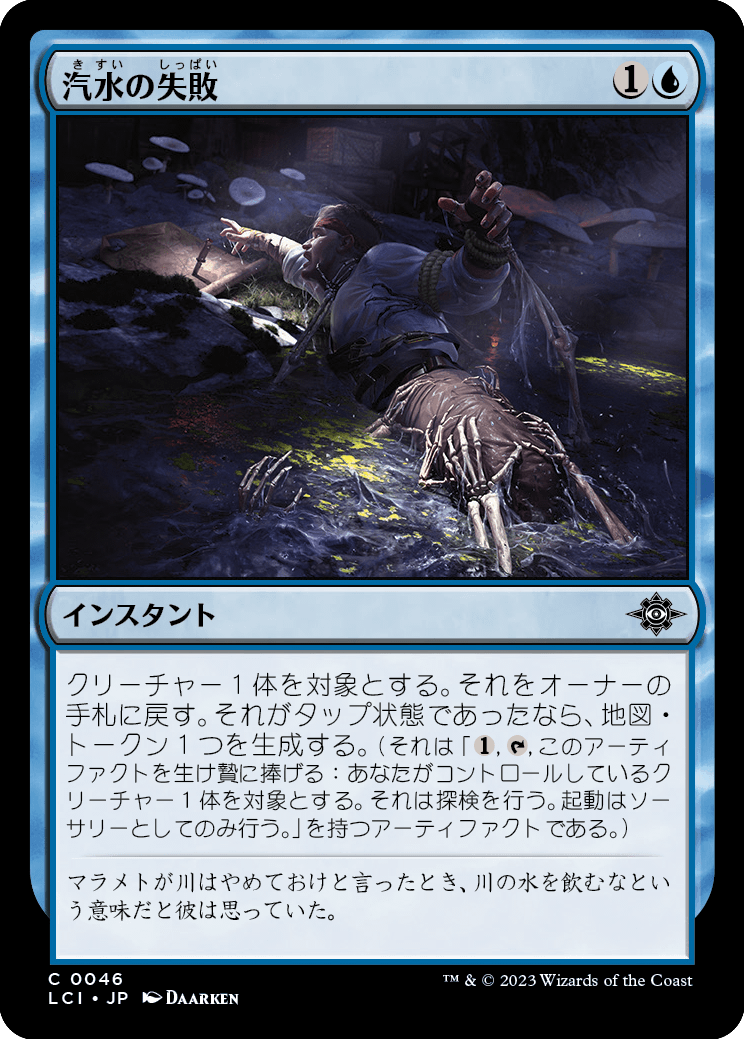 きすい しっぱい
汽水の失敗
1
インスタント
クリーチャー1体を対象とする。それをオーナーの
手札に戻す。それがタップ状態であったなら、地図・
トークン1つを生成する。（それは「1, , このアーティ
ファクトを生け贄に捧げる：あなたがコントロールしているク
リーチャー1体を対象とする。それは探検を行う。起動はソー
サリーとしてのみ行う。」を持つアーティファクトである。）
マラメトが川はやめておけと言ったとき、川の水を飲むなとい
う意味だと彼は思っていた。
C 0046
LCI • JP DAARKEN
™ & © 2023 Wizards of the Coast